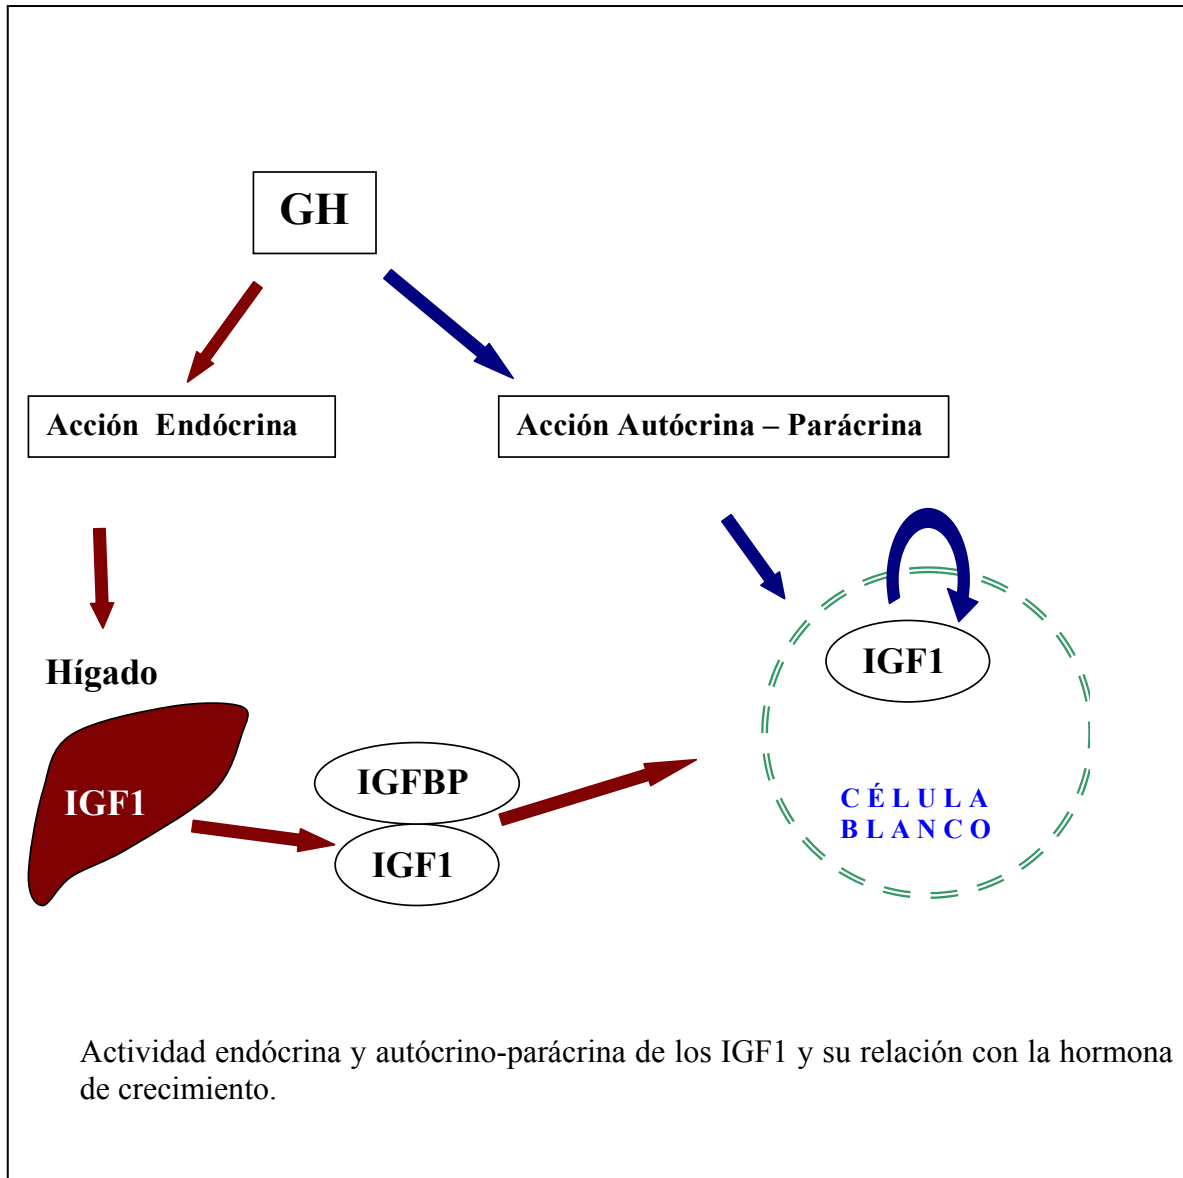 GH
Acción Endócrina
Acción Autócrina – Parácrina
Hígado
IGF1
IGFBP
IGF1
IGF1
CÉLULA
BLANCO
Actividad endócrina y autócrino-parácrina de los IGF1 y su relación con la hormona
de crecimiento.